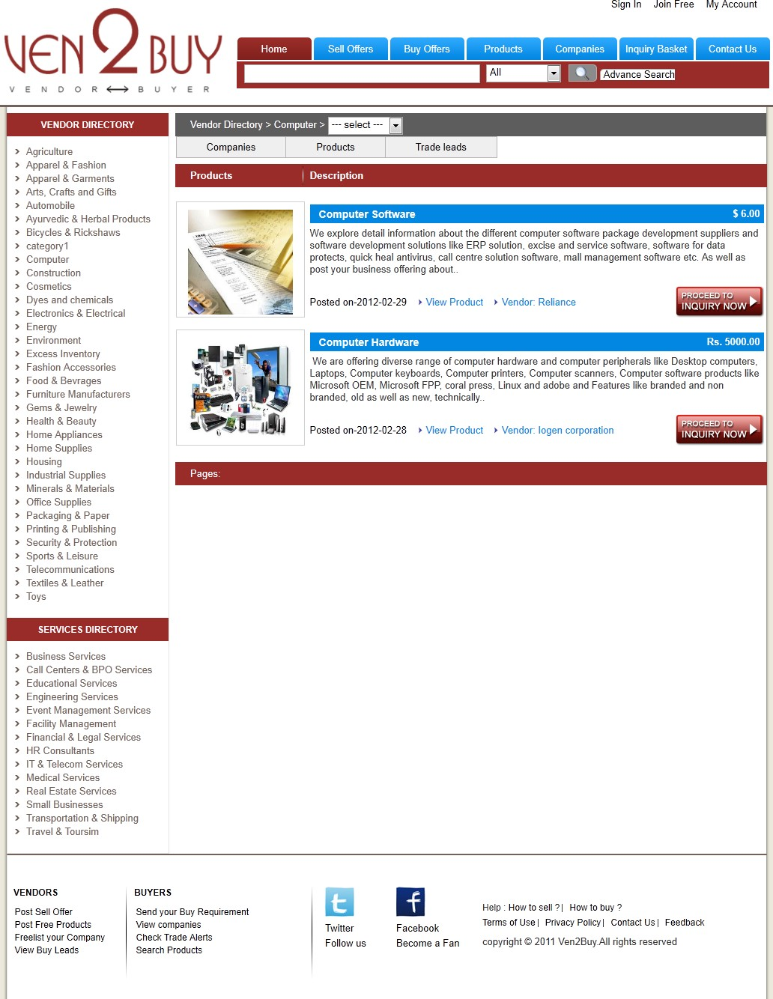 Sign In Join Free My Account
VEN2BUY
VENDOR BUYER
Home Sell Offers Buy Offers Products Companies Inquiry Basket Contact Us
All Advance Search
VENDOR DIRECTORY
Agriculture
Apparel & Fashion
Apparel & Garments
Arts, Crafts and Gifts
Automobile
Ayurvedic & Herbal Products
Bicycles & Rickshaws
category1
Computer
Construction
Cosmetics
Dyes and chemicals
Electronics & Electrical
Energy
Environment
Excess Inventory
Fashion Accessories
Food & Bevrages
Furniture Manufacturers
Gems & Jewelry
Health & Beauty
Home Appliances
Home Supplies
Housing
Industrial Supplies
Minerals & Materials
Office Supplies
Packaging & Paper
Printing & Publishing
Security & Protection
Sports & Leisure
Telecommunications
Textiles & Leather
Toys
SERVICES DIRECTORY
Business Services
Call Centers & BPO Services
Educational Services
Engineering Services
Event Management Services
Facility Management
Financial & Legal Services
HR Consultants
IT & Telecom Services
Medical Services
Real Estate Services
Small Businesses
Transportation & Shipping
Travel & Toursim
Vendor Directory > Computer > --- select ---
Companies Products Trade leads
Products Description
Computer Software $ 6.00
We explore detail information about the different computer software package development suppliers and
software development solutions like ERP solution, excise and service software, software for data
protects, quick heal antivirus, call centre solution software, mall management software etc. As well as
post your business offering about..
Posted on-2012-02-29 View Product Vendor: Reliance
PROCEED TO
INQUIRY NOW
Computer Hardware Rs. 5000.00
We are offering diverse range of computer hardware and computer peripherals like Desktop computers,
Laptops, Computer keyboards, Computer printers, Computer scanners, Computer software products like
Microsoft OEM, Microsoft FPP, coral press, Linux and adobe and Features like branded and non
branded, old as well as new, technically..
Posted on-2012-02-28 View Product Vendor: logen corporation
PROCEED TO
INQUIRY NOW
Pages:
VENDORS
Post Sell Offer
Post Free Products
Freelist your Company
View Buy Leads
BUYERS
Send your Buy Requirement
View companies
Check Trade Alerts
Search Products
Twitter
Follow us
Facebook
Become a Fan
Help : How to sell ? | How to buy ?
Terms of Use | Privacy Policy | Contact Us | Feedback
copyright © 2011 Ven2Buy.All rights reserved